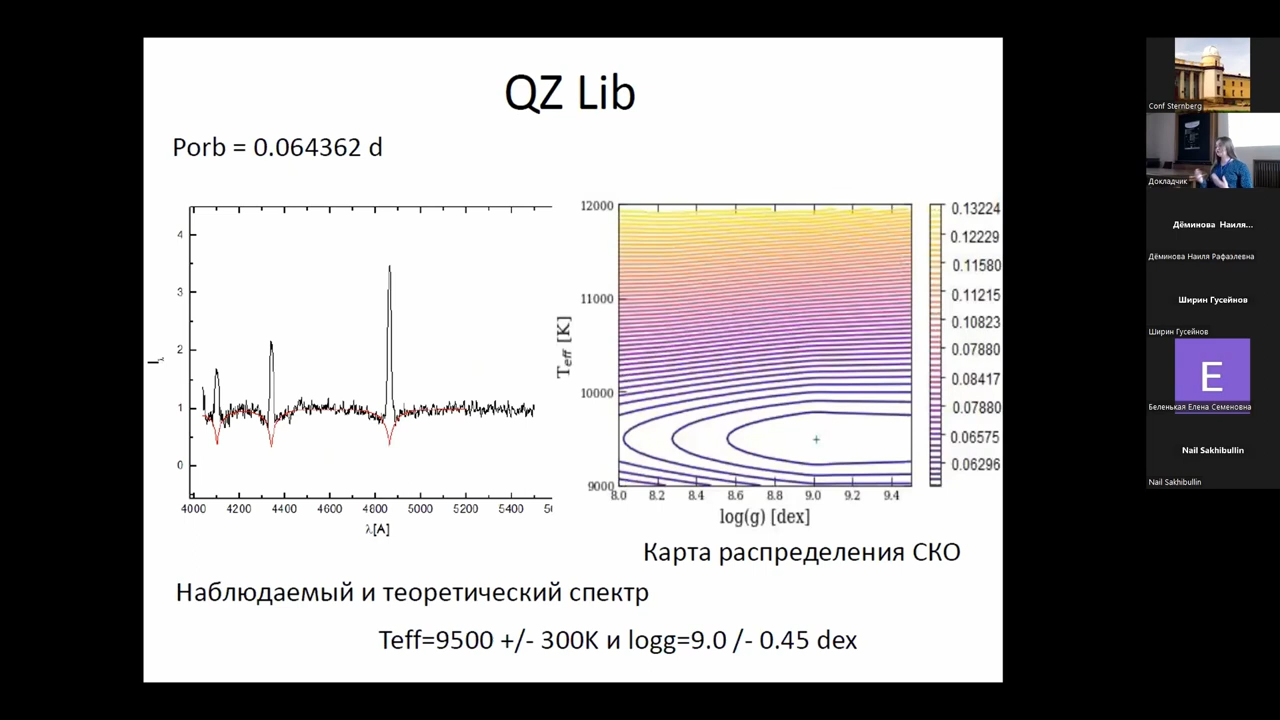 QZ Lib
Porb = 0.064362 d
4
3
2
1
0
Iλ
4000 4200 4400 4600 4800 5000 5200 5400
λ[A]
12000
11000
10000
9000
Teff [K]
8.0 8.2 8.4 8.6 8.8 9.0 9.2 9.4
log(g) [dex]
0.13224
0.12229
0.11580
0.11215
0.10823
0.07880
0.08417
0.07880
0.06575
0.06296
Карта распределения СКО
Наблюдаемый и теоретический спектр
Teff=9500 +/- 300K и logg=9.0 /- 0.45 dex
Conf Sternberg
Докладчик
Дёминова Наиля...
Дёминова Наиля Рафаэлевна
Ширин Гусейнов
Ширин Гусейнов
E
Беленькая Елена Семеновна
Nail Sakhibullin
Nail Sakhibullin